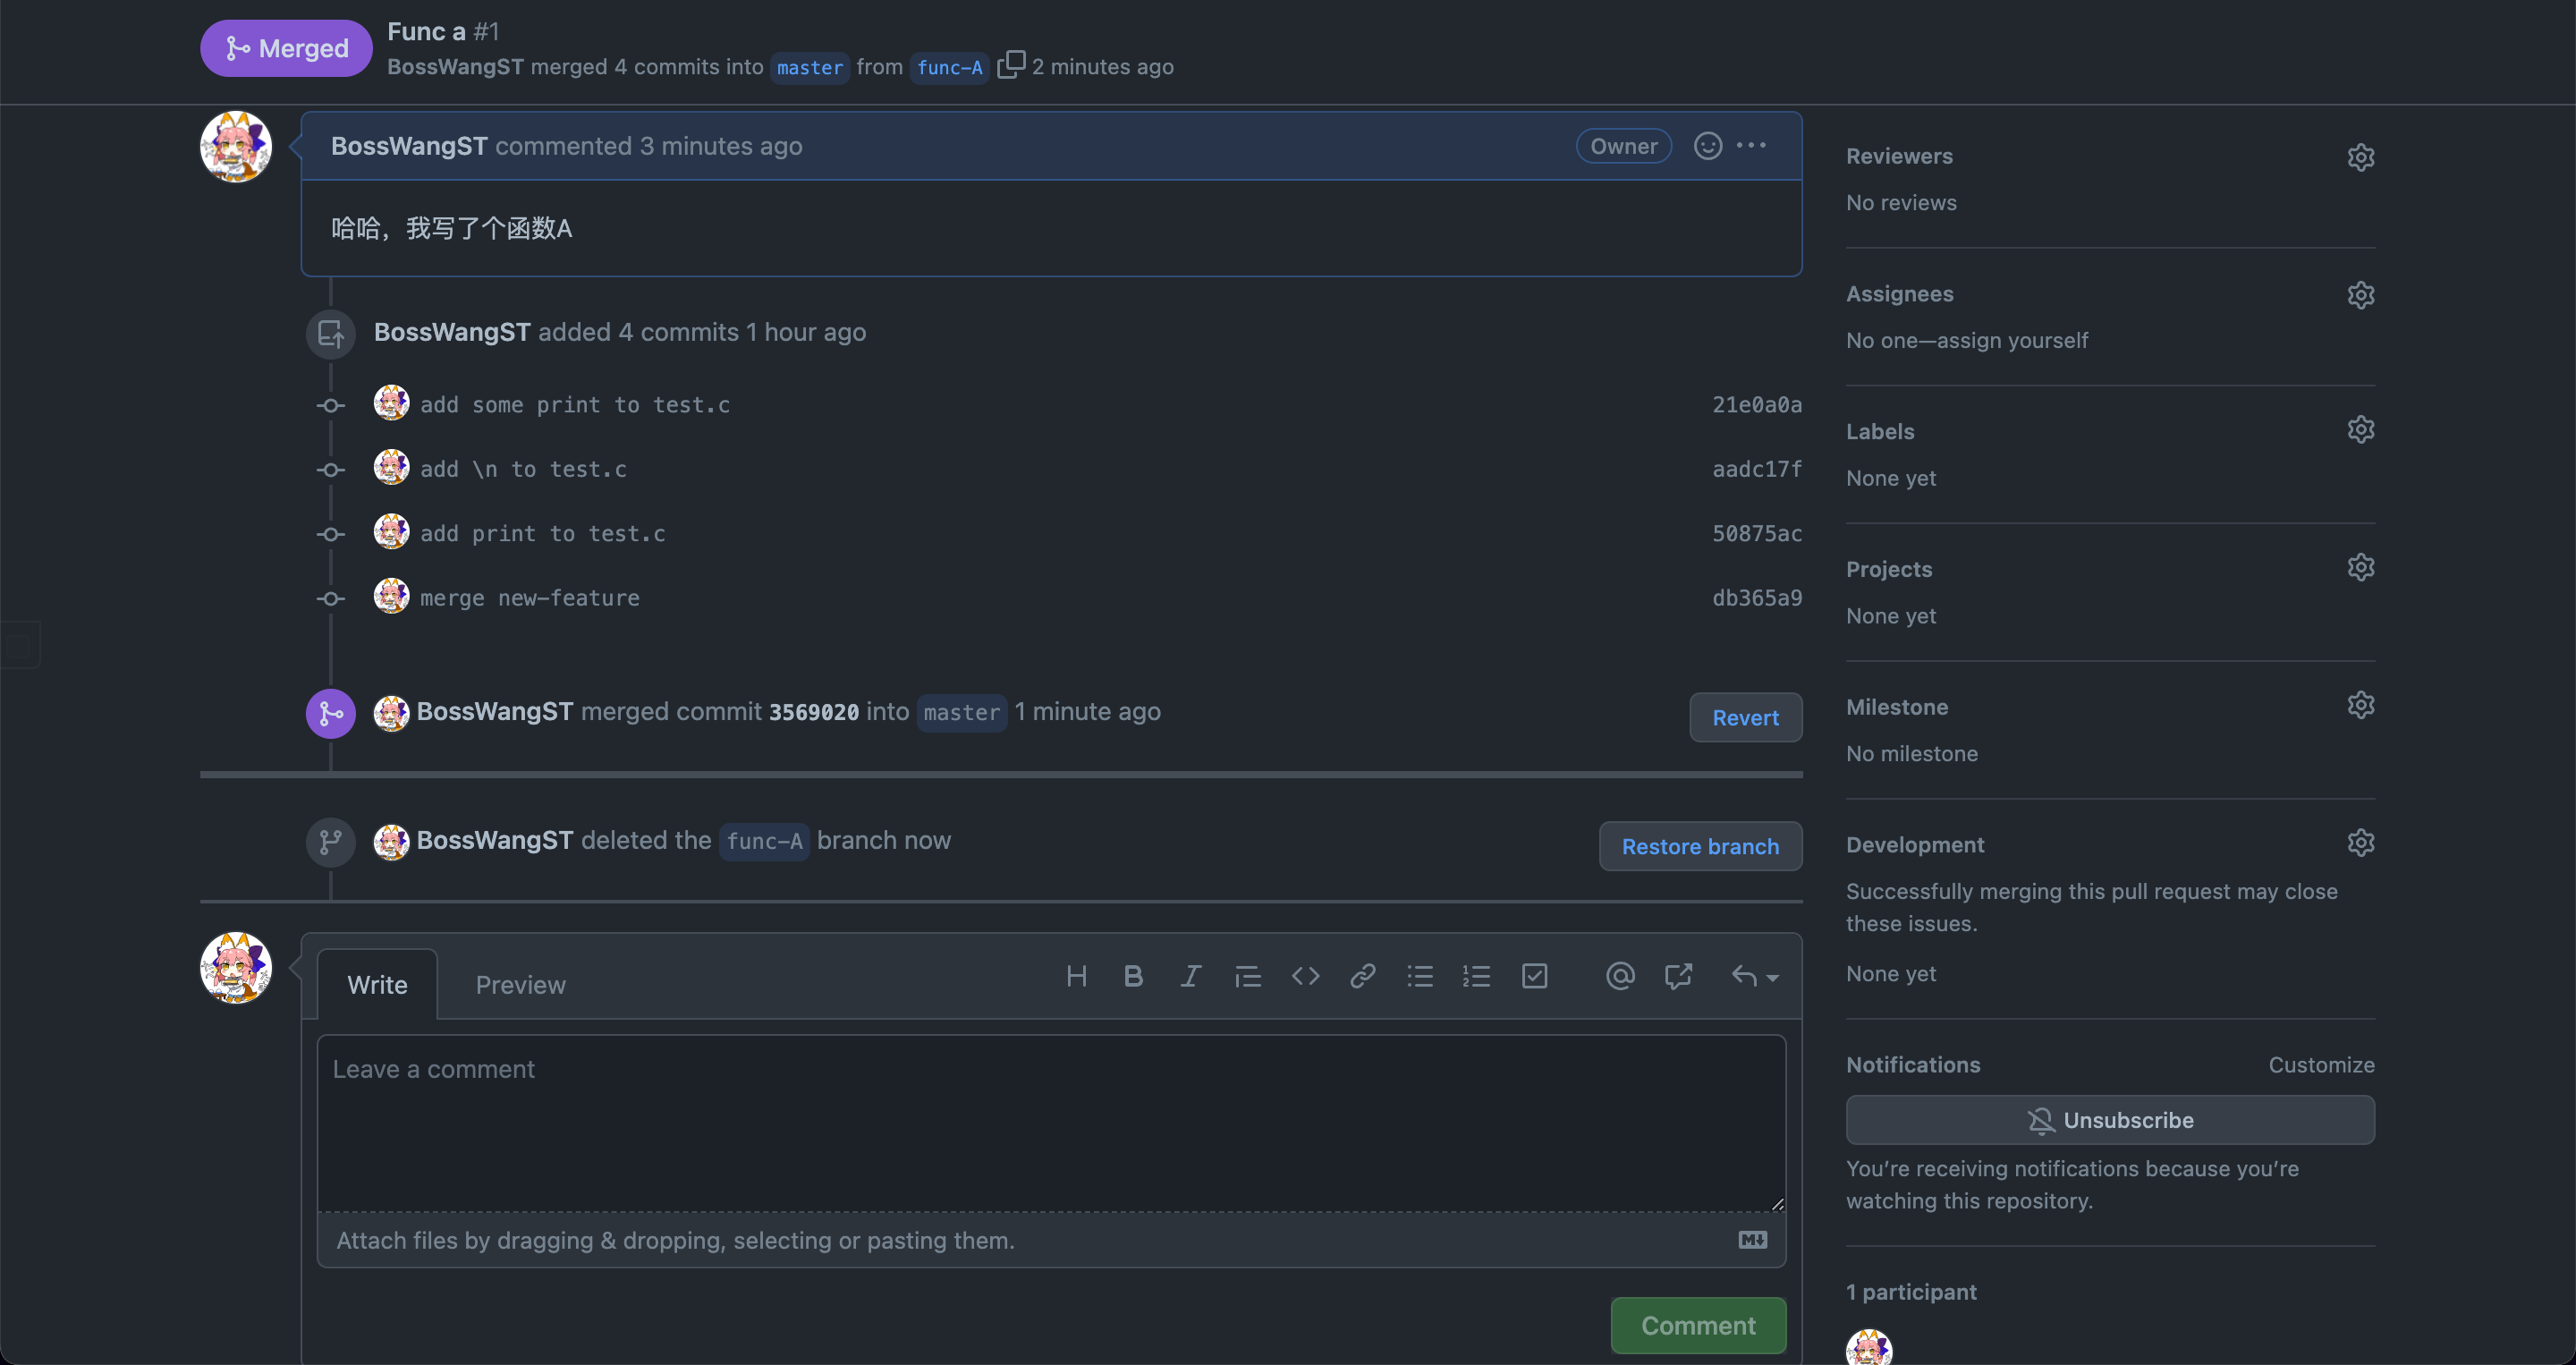 Merged
Func a #1
BossWangST merged 4 commits into master from func-A 2 minutes ago
BossWangST commented 3 minutes ago
Owner
哈哈，我写了个函数A
BossWangST added 4 commits 1 hour ago
add some print to test.c 21e0a0a
add \n to test.c aadc17f
add print to test.c 50875ac
merge new-feature db365a9
BossWangST merged commit 3569020 into master 1 minute ago
Revert
BossWangST deleted the func-A branch now
Restore branch
Write Preview
Leave a comment
Attach files by dragging & dropping, selecting or pasting them.
Comment
Reviewers
No reviews
Assignees
No one—assign yourself
Labels
None yet
Projects
None yet
Milestone
No milestone
Development
Successfully merging this pull request may close
these issues.
None yet
Notifications Customize
Unsubscribe
You’re receiving notifications because you’re
watching this repository.
1 participant